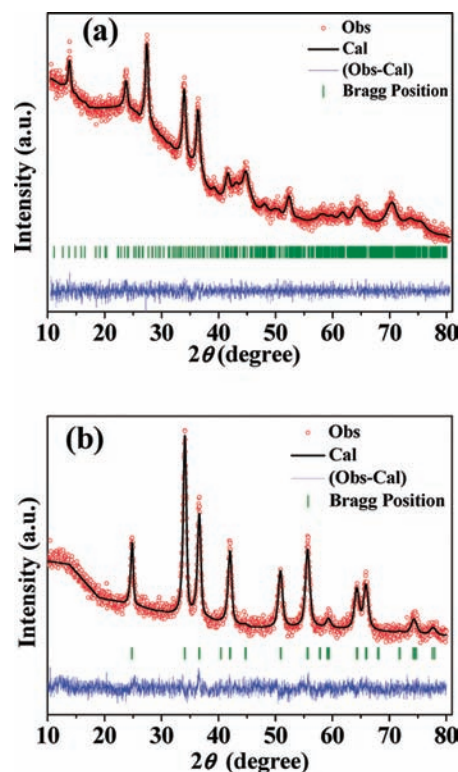 (a)
Obs
Cal
(Obs-Cal)
Bragg Position
Intensity (a.u.)
10 20 30 40 50 60 70 80
2θ (degree)
(b)
Obs
Cal
(Obs-Cal)
Bragg Position
Intensity (a.u.)
10 20 30 40 50 60 70 80
2θ (degree)